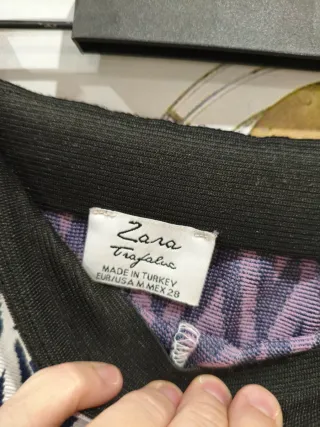 Zara
Trafaluc
MADE IN TURKEY
EUR/USA M MEX 28